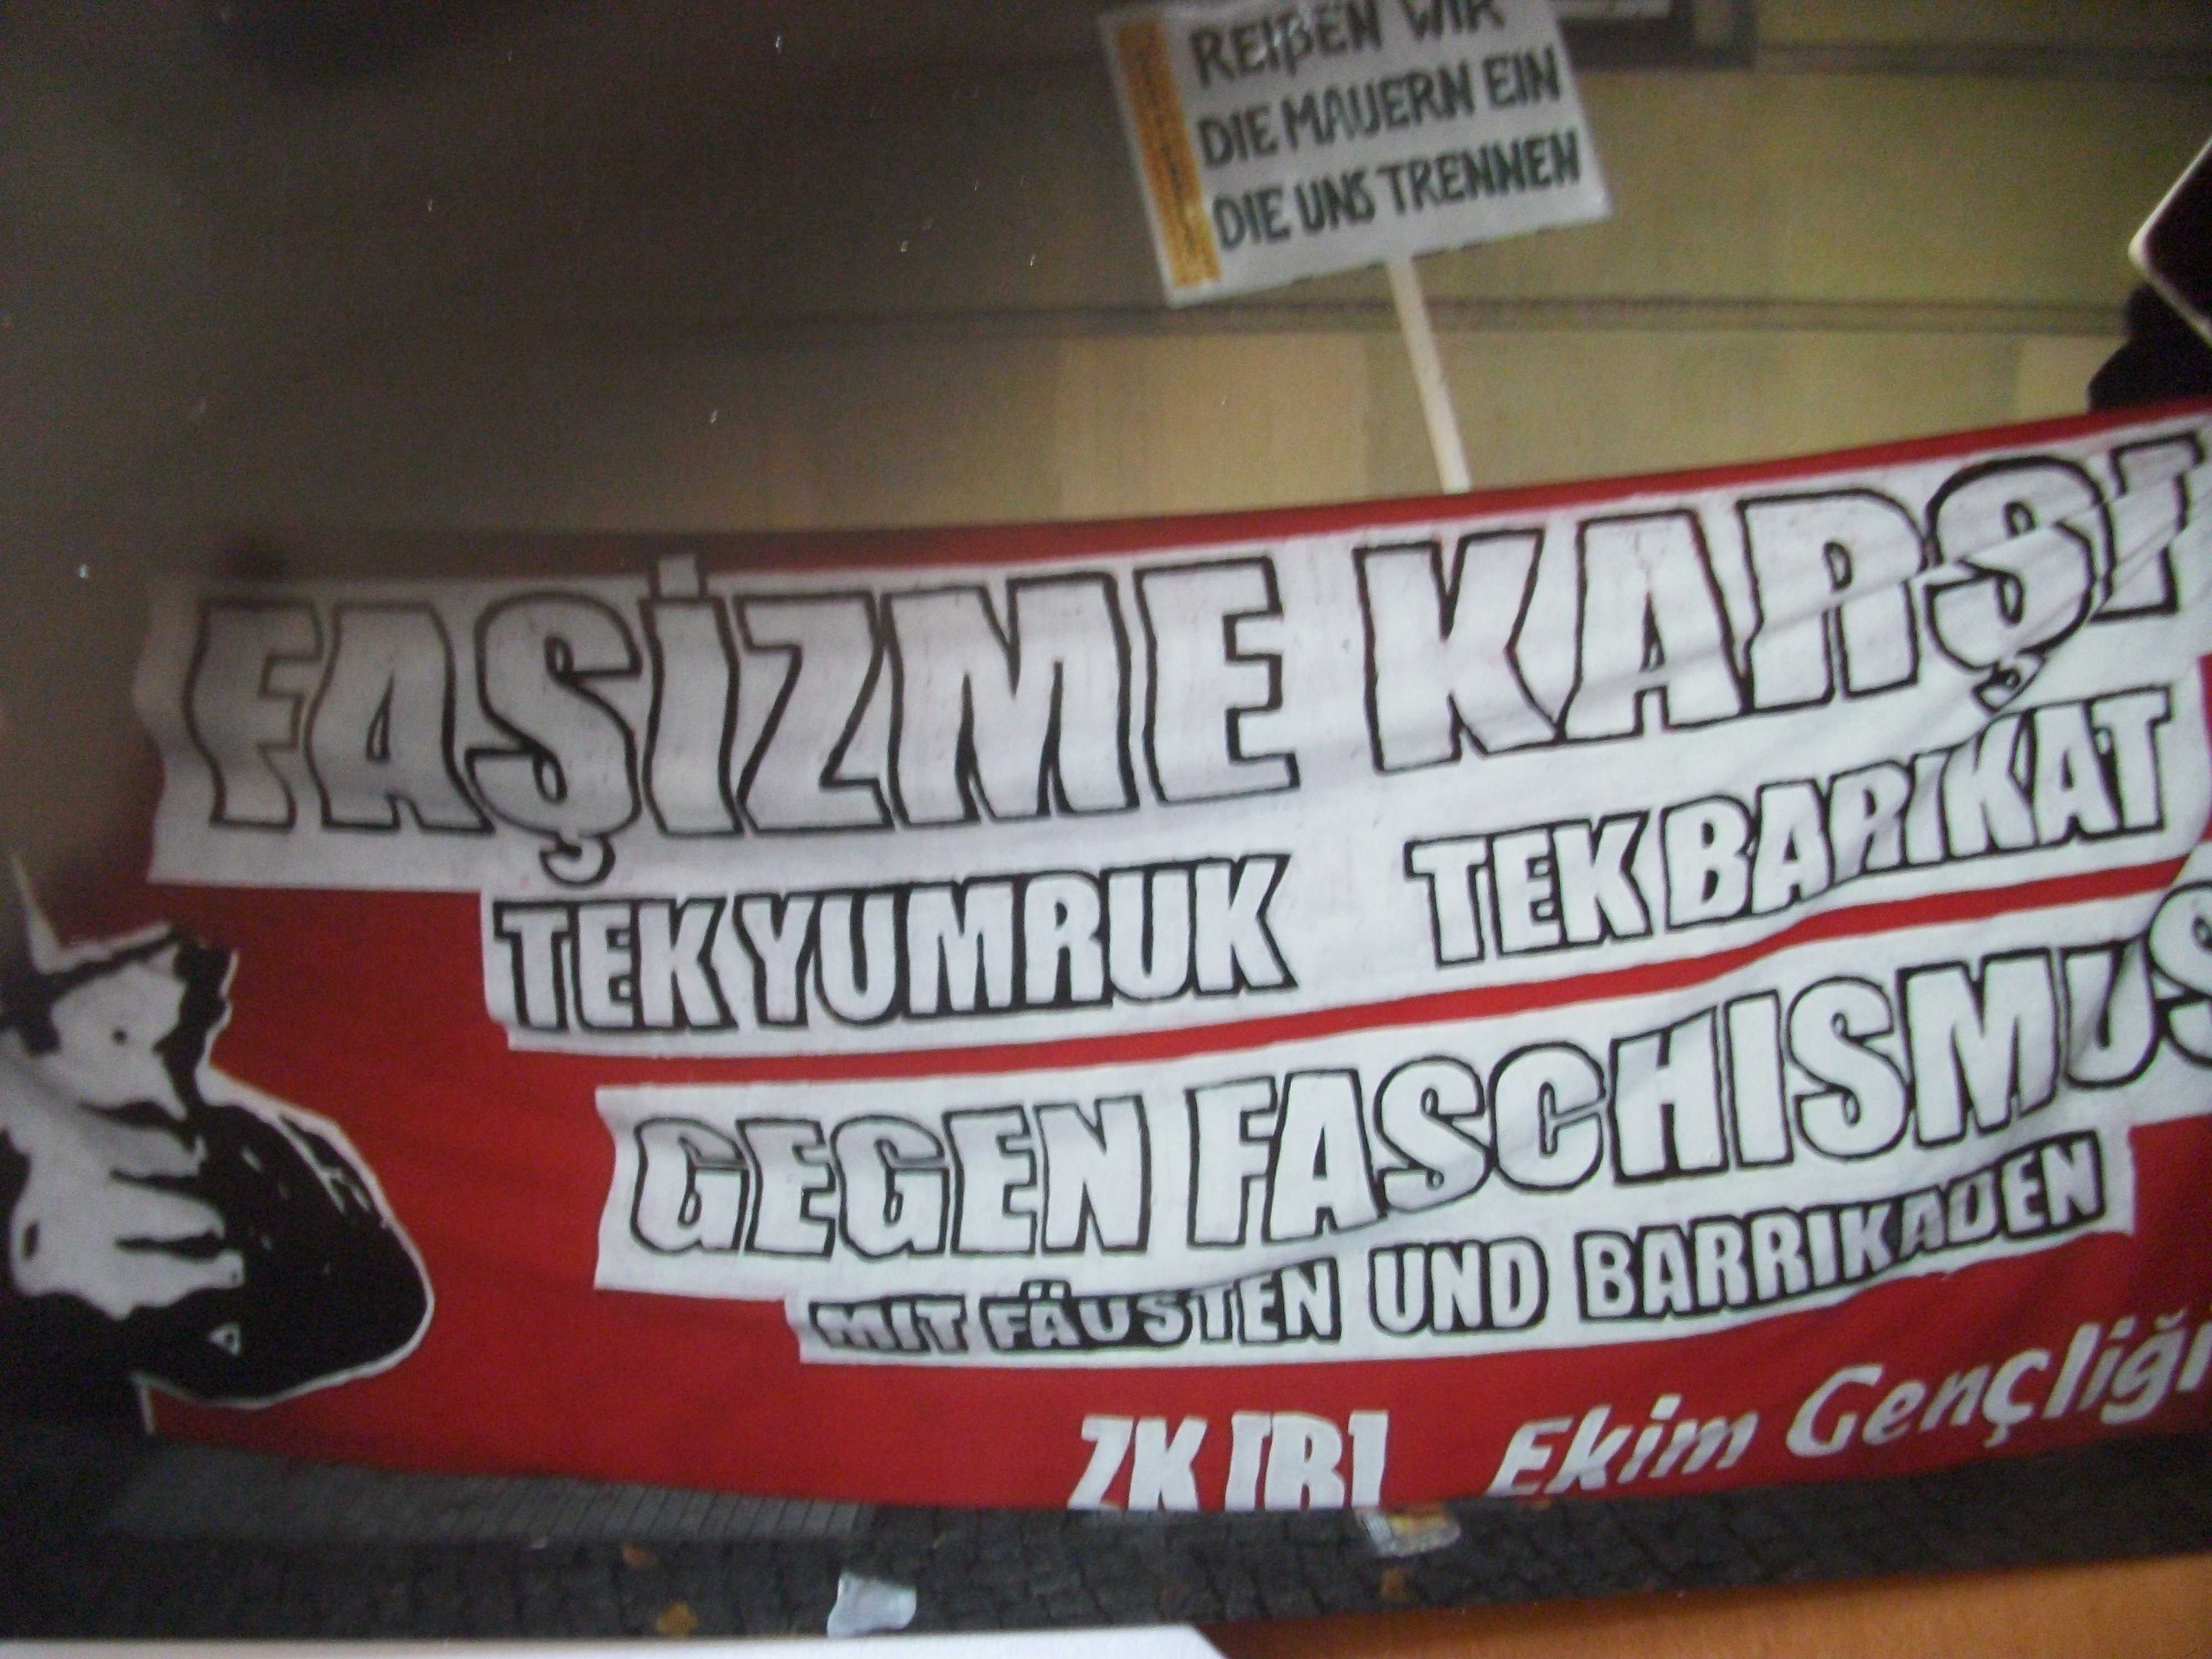 REIßEN WIR
DIE MAUERN EIN
DIE UNS TRENNEN
FAŞİZME KARŞI
TEK YUMRUK TEK BARIKAT
GEGEN FASCHISMUS
MIT FÄUSTEN UND BARRIKADEN
ZK [B] Ekim Gençliği